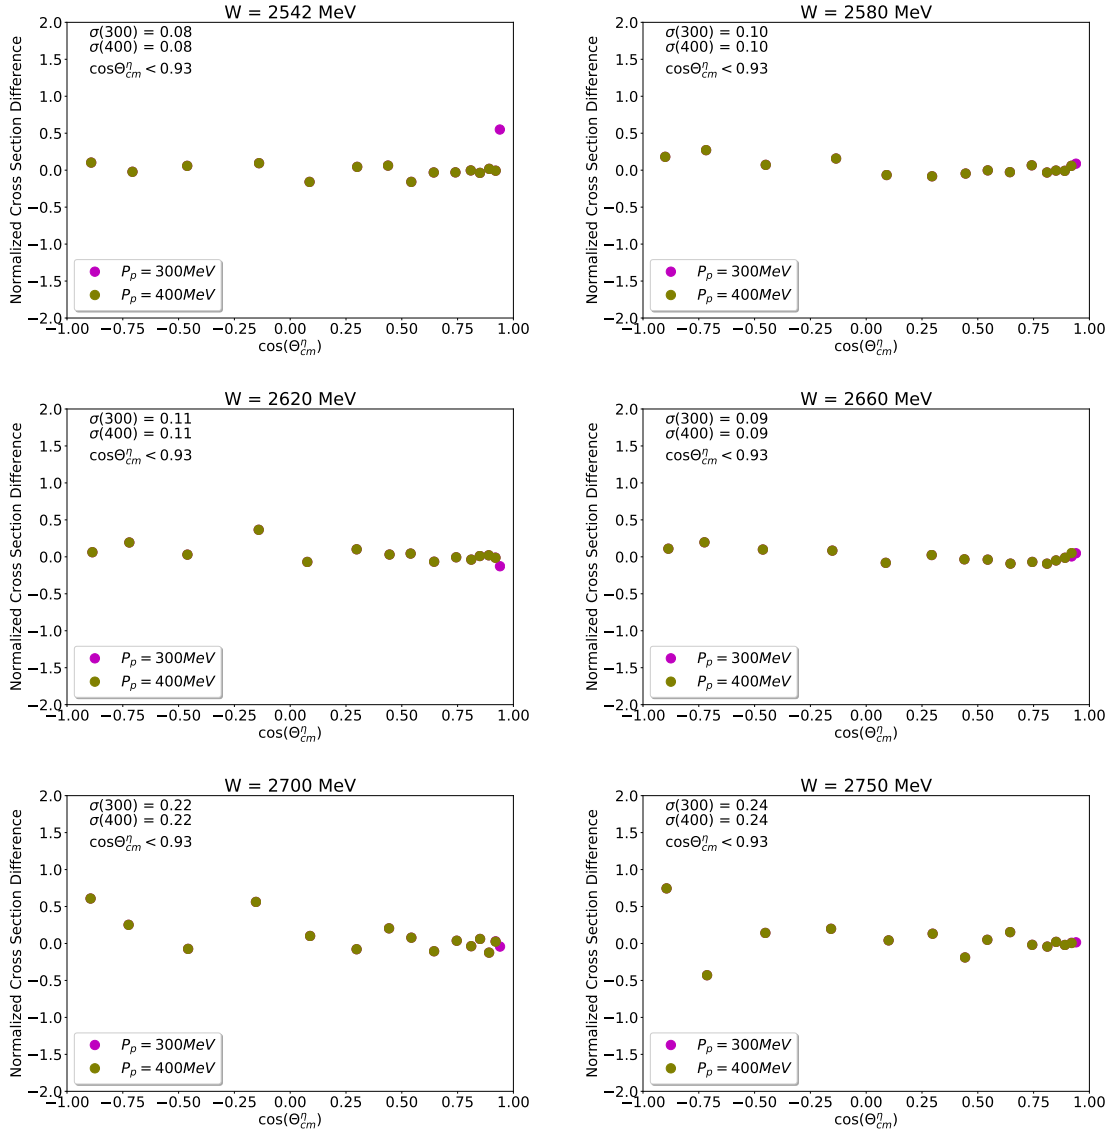 W = 2542 MeV
σ(300) = 0.08
σ(400) = 0.08
cosΘ^η_cm < 0.93
Normalized Cross Section Difference
2.0
1.5
1.0
0.5
0.0
−0.5
−1.0
−1.5
−2.0
P_p = 300MeV
P_p = 400MeV
−1.00 −0.75 −0.50 −0.25 0.00 0.25 0.50 0.75 1.00
cos(Θ^η_cm)
W = 2580 MeV
σ(300) = 0.10
σ(400) = 0.10
cosΘ^η_cm < 0.93
Normalized Cross Section Difference
2.0
1.5
1.0
0.5
0.0
−0.5
−1.0
−1.5
−2.0
P_p = 300MeV
P_p = 400MeV
−1.00 −0.75 −0.50 −0.25 0.00 0.25 0.50 0.75 1.00
cos(Θ^η_cm)
W = 2620 MeV
σ(300) = 0.11
σ(400) = 0.11
cosΘ^η_cm < 0.93
Normalized Cross Section Difference
2.0
1.5
1.0
0.5
0.0
−0.5
−1.0
−1.5
−2.0
P_p = 300MeV
P_p = 400MeV
−1.00 −0.75 −0.50 −0.25 0.00 0.25 0.50 0.75 1.00
cos(Θ^η_cm)
W = 2660 MeV
σ(300) = 0.09
σ(400) = 0.09
cosΘ^η_cm < 0.93
Normalized Cross Section Difference
2.0
1.5
1.0
0.5
0.0
−0.5
−1.0
−1.5
−2.0
P_p = 300MeV
P_p = 400MeV
−1.00 −0.75 −0.50 −0.25 0.00 0.25 0.50 0.75 1.00
cos(Θ^η_cm)
W = 2700 MeV
σ(300) = 0.22
σ(400) = 0.22
cosΘ^η_cm < 0.93
Normalized Cross Section Difference
2.0
1.5
1.0
0.5
0.0
−0.5
−1.0
−1.5
−2.0
P_p = 300MeV
P_p = 400MeV
−1.00 −0.75 −0.50 −0.25 0.00 0.25 0.50 0.75 1.00
cos(Θ^η_cm)
W = 2750 MeV
σ(300) = 0.24
σ(400) = 0.24
cosΘ^η_cm < 0.93
Normalized Cross Section Difference
2.0
1.5
1.0
0.5
0.0
−0.5
−1.0
−1.5
−2.0
P_p = 300MeV
P_p = 400MeV
−1.00 −0.75 −0.50 −0.25 0.00 0.25 0.50 0.75 1.00
cos(Θ^η_cm)